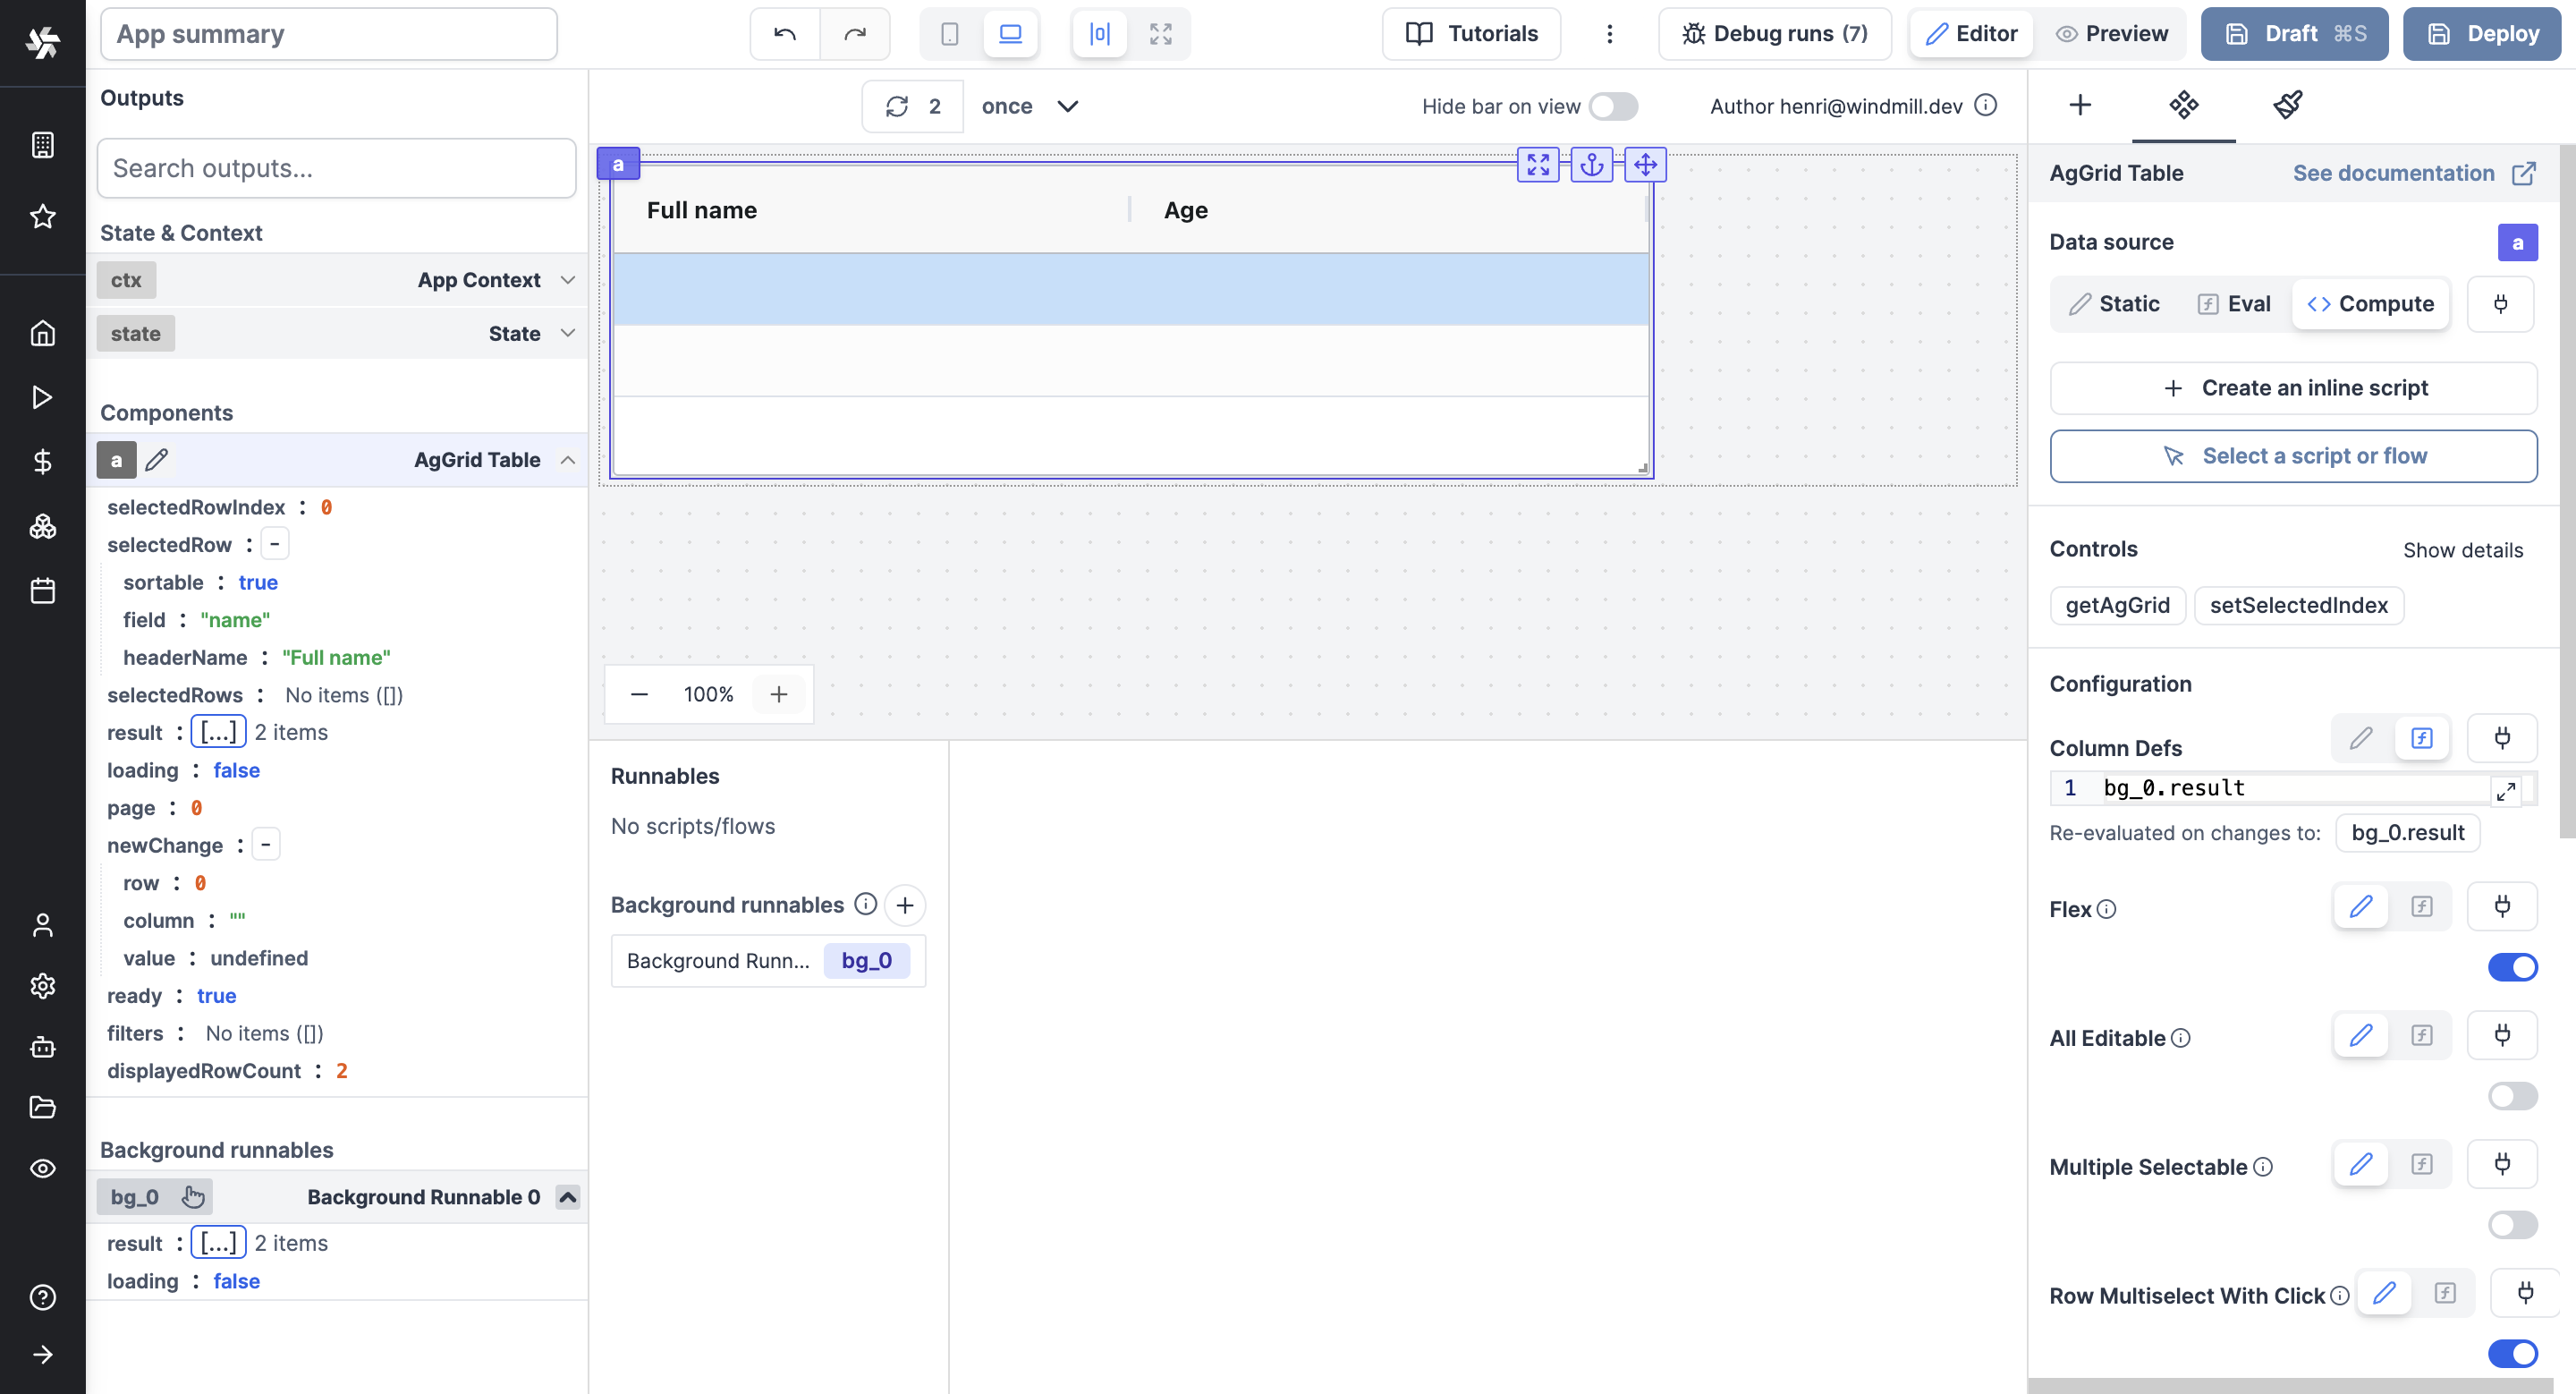 App summary
Tutorials
Debug runs (7)
Editor
Preview
Draft ⌘S
Deploy
Outputs
Search outputs...
State & Context
ctx
App Context
state
State
Components
a
AgGrid Table
selectedRowIndex : 0
selectedRow : -
sortable : true
field : "name"
headerName : "Full name"
selectedRows : No items ([])
result : [...] 2 items
loading : false
page : 0
newChange : -
row : 0
column : ""
value : undefined
ready : true
filters : No items ([])
displayedRowCount : 2
Background runnables
bg_0
Background Runnable 0
result : [...] 2 items
loading : false
2
once
Hide bar on view
Author henri@windmill.dev
a
Full name
Age
100%
Runnables
No scripts/flows
Background runnables
Background Runn...
bg_0
AgGrid Table
See documentation
Data source
a
Static
Eval
Compute
Create an inline script
Select a script or flow
Controls
Show details
getAgGrid
setSelectedIndex
Configuration
Column Defs
1 bg_0.result
Re-evaluated on changes to: bg_0.result
Flex
All Editable
Multiple Selectable
Row Multiselect With Click